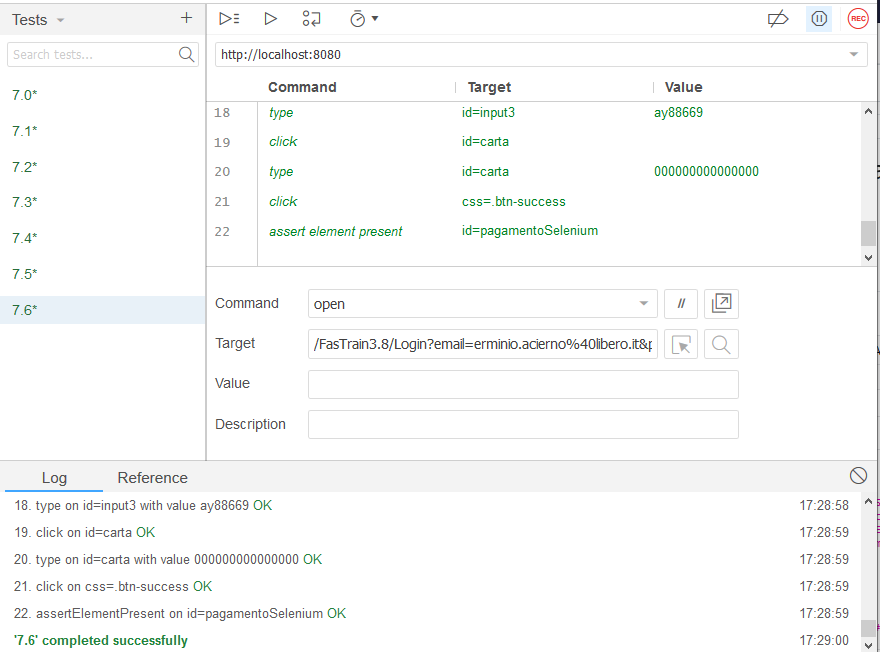 Tests
REC
Search tests...
http://localhost:8080
Command Target Value
7.0*
7.1*
7.2*
7.3*
7.4*
7.5*
7.6*
18 type id=input3 ay88669
19 click id=carta
20 type id=carta 000000000000000
21 click css=.btn-success
22 assert element present id=pagamentoSelenium
Command open //
Target /FasTrain3.8/Login?email=erminio.acierno%40libero.it&p
Value
Description
Log Reference
18. type on id=input3 with value ay88669 OK 17:28:58
19. click on id=carta OK 17:28:59
20. type on id=carta with value 000000000000000 OK 17:28:59
21. click on css=.btn-success OK 17:28:59
22. assertElementPresent on id=pagamentoSelenium OK 17:28:59
'7.6' completed successfully 17:29:00